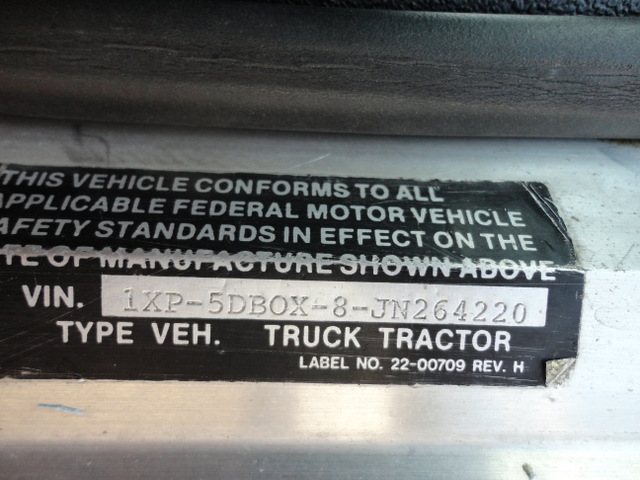 THIS VEHICLE CONFORMS TO ALL
APPLICABLE FEDERAL MOTOR VEHICLE
SAFETY STANDARDS IN EFFECT ON THE
TE OF MANUFACTURE SHOWN ABOVE
VIN. 1XP-5DBOX-8-JN264220
TYPE VEH. TRUCK TRACTOR
LABEL NO. 22-00709 REV. H